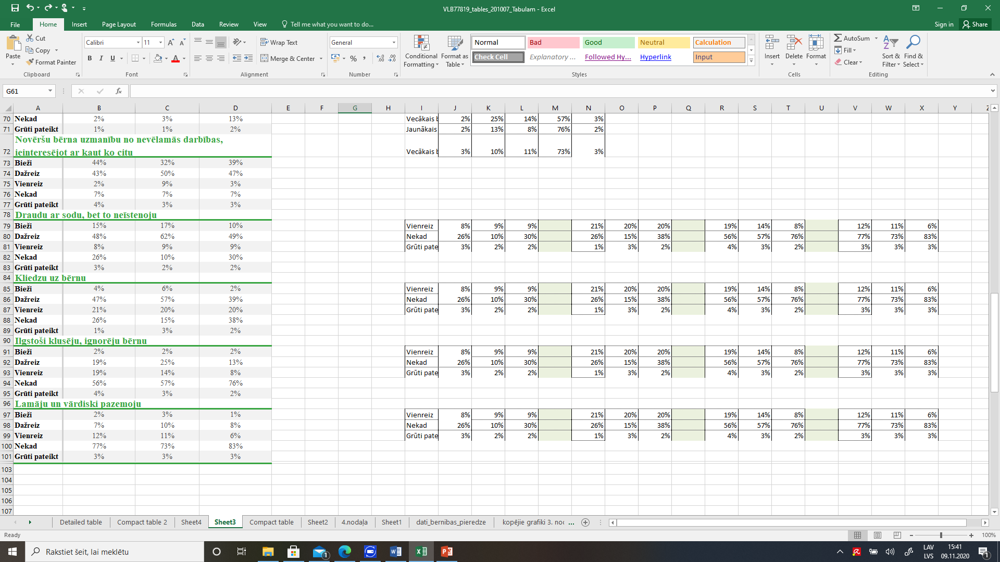 VLB77819_tables_201007_Tabulam - Excel
File Home Insert Page Layout Formulas Data Review View Tell me what you want to do... Sign in Share
Paste Cut Copy Format Painter Clipboard
Calibri 11 B I U A Font
Wrap Text Merge & Center Alignment
General % Number
Conditional Formatting Format as Table
Normal Bad Good Neutral Calculation
Check Cell Explanatory ... Followed Hy... Hyperlink Input
Styles
Insert Delete Format Cells
AutoSum Fill Clear Sort & Filter Find & Select Editing
G61 fx
A B C D E F G H I J K L M N O P Q R S T U V W X Y Z
70 Nekad 2% 3% 13% Vecākais b 2% 25% 14% 57% 3%
71 Grūti pateikt 1% 1% 2% Jaunākais 2% 13% 8% 76% 2%
Novēršu bērna uzmanību no nevēlamās darbības,
72 ieinteresējot ar kaut ko citu Vecākais b 3% 10% 11% 73% 3%
73 Bieži 44% 32% 39%
74 Dažreiz 43% 50% 47%
75 Vienreiz 2% 9% 3%
76 Nekad 7% 7% 7%
77 Grūti pateikt 4% 3% 3%
78 Draudu ar sodu, bet to neīstenoju
79 Bieži 15% 17% 10% Vienreiz 8% 9% 9% 21% 20% 20% 19% 14% 8% 12% 11% 6%
80 Dažreiz 48% 62% 49% Nekad 26% 10% 30% 26% 15% 38% 56% 57% 76% 77% 73% 83%
81 Vienreiz 8% 9% 9% Grūti pate 3% 2% 2% 1% 3% 2% 4% 3% 2% 3% 3% 3%
82 Nekad 26% 10% 30%
83 Grūti pateikt 3% 2% 2%
84 Kliedzu uz bērnu
85 Bieži 4% 6% 2% Vienreiz 8% 9% 9% 21% 20% 20% 19% 14% 8% 12% 11% 6%
86 Dažreiz 47% 57% 39% Nekad 26% 10% 30% 26% 15% 38% 56% 57% 76% 77% 73% 83%
87 Vienreiz 21% 20% 20% Grūti pate 3% 2% 2% 1% 3% 2% 4% 3% 2% 3% 3% 3%
88 Nekad 26% 15% 38%
89 Grūti pateikt 1% 3% 2%
90 Ilgstoši klusēju, ignorēju bērnu
91 Bieži 2% 2% 2% Vienreiz 8% 9% 9% 21% 20% 20% 19% 14% 8% 12% 11% 6%
92 Dažreiz 19% 25% 13% Nekad 26% 10% 30% 26% 15% 38% 56% 57% 76% 77% 73% 83%
93 Vienreiz 19% 14% 8% Grūti pate 3% 2% 2% 1% 3% 2% 4% 3% 2% 3% 3% 3%
94 Nekad 56% 57% 76%
95 Grūti pateikt 4% 3% 2%
96 Lamāju un vārdiski pazemoju
97 Bieži 2% 3% 1% Vienreiz 8% 9% 9% 21% 20% 20% 19% 14% 8% 12% 11% 6%
98 Dažreiz 7% 10% 8% Nekad 26% 10% 30% 26% 15% 38% 56% 57% 76% 77% 73% 83%
99 Vienreiz 12% 11% 6% Grūti pate 3% 2% 2% 1% 3% 2% 4% 3% 2% 3% 3% 3%
100 Nekad 77% 73% 83%
101 Grūti pateikt 3% 3% 3%
103
104
105
106
107
Detailed table Compact table 2 Sheet4 Sheet3 Compact table Sheet2 4.nodaļa Sheet1 dati_bernibas_pieredze kopējie grafiki 3. noc ...
Ready 100%
Rakstiet šeit, lai meklētu 1 LAV LVS 15:41 09.11.2020 1